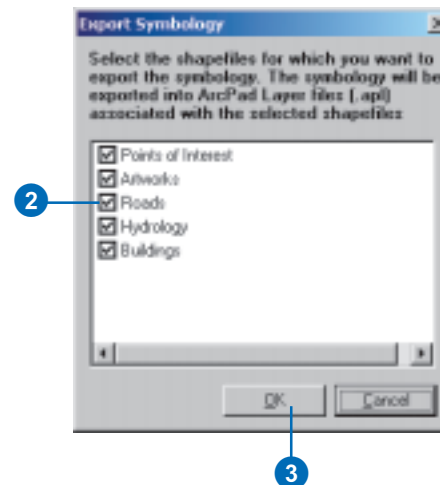 Export Symbology
Select the shapefiles for which you want to
export the symbology. The symbology will be
exported into ArcPad Layer files (.apl)
associated with the selected shapefiles
Points of Interest
Artworks
2
Roads
Hydrology
Buildings
OK
Cancel
3